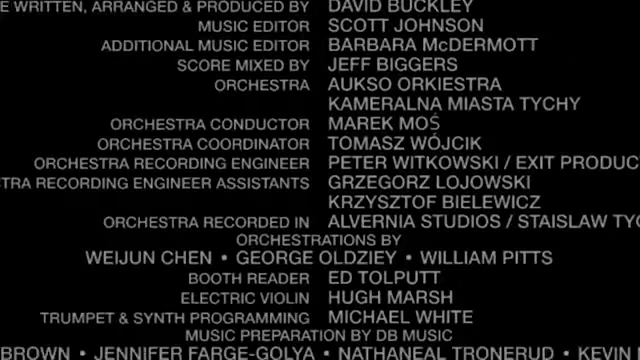 E WRITTEN, ARRANGED & PRODUCED BY DAVID BUCKLEY
MUSIC EDITOR SCOTT JOHNSON
ADDITIONAL MUSIC EDITOR BARBARA McDERMOTT
SCORE MIXED BY JEFF BIGGERS
ORCHESTRA AUKSO ORKIESTRA
KAMERALNA MIASTA TYCHY
ORCHESTRA CONDUCTOR MAREK MOŚ
ORCHESTRA COORDINATOR TOMASZ WÓJCIK
ORCHESTRA RECORDING ENGINEER PETER WITKOWSKI / EXIT PRODUC
TRA RECORDING ENGINEER ASSISTANTS GRZEGORZ LOJOWSKI
KRZYSZTOF BIELEWICZ
ORCHESTRA RECORDED IN ALVERNIA STUDIOS / STAISLAW TYC
ORCHESTRATIONS BY
WEIJUN CHEN • GEORGE OLDZIEY • WILLIAM PITTS
BOOTH READER ED TOLPUTT
ELECTRIC VIOLIN HUGH MARSH
TRUMPET & SYNTH PROGRAMMING MICHAEL WHITE
MUSIC PREPARATION BY DB MUSIC
BROWN • JENNIFER FARGE-GOLYA • NATHANEAL TRONERUD • KEVIN